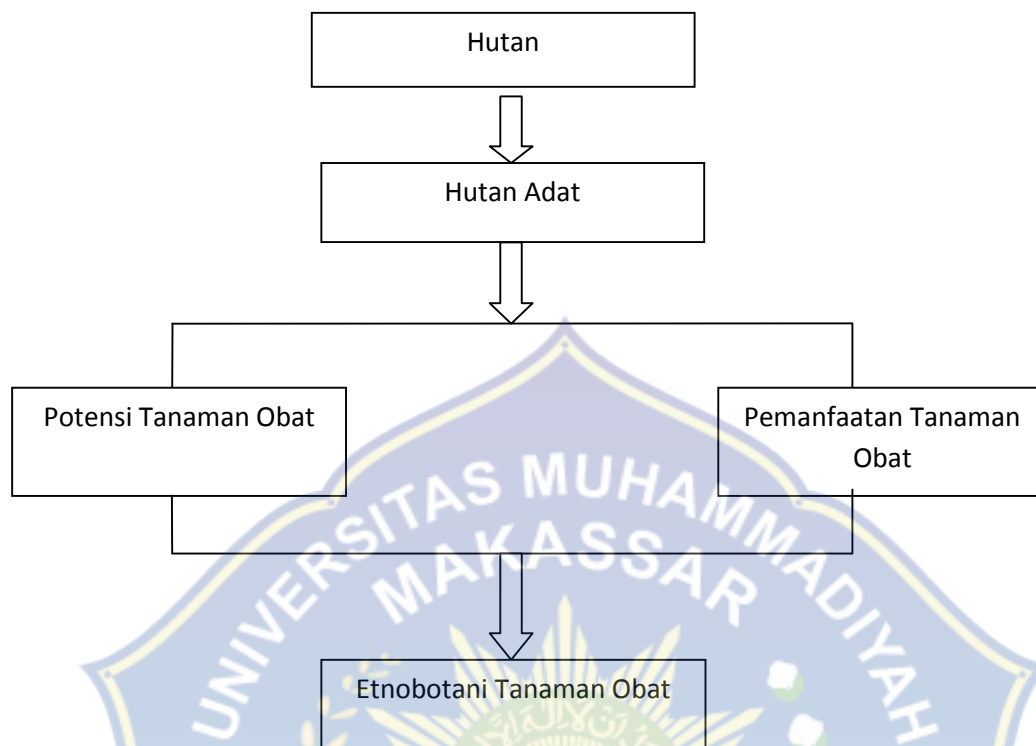 Hutan
Hutan Adat
Potensi Tanaman Obat
Pemanfaatan Tanaman
Obat
UNIVERSITAS MUHAMMADIYAH
MAKASSAR
Etnobotani Tanaman Obat